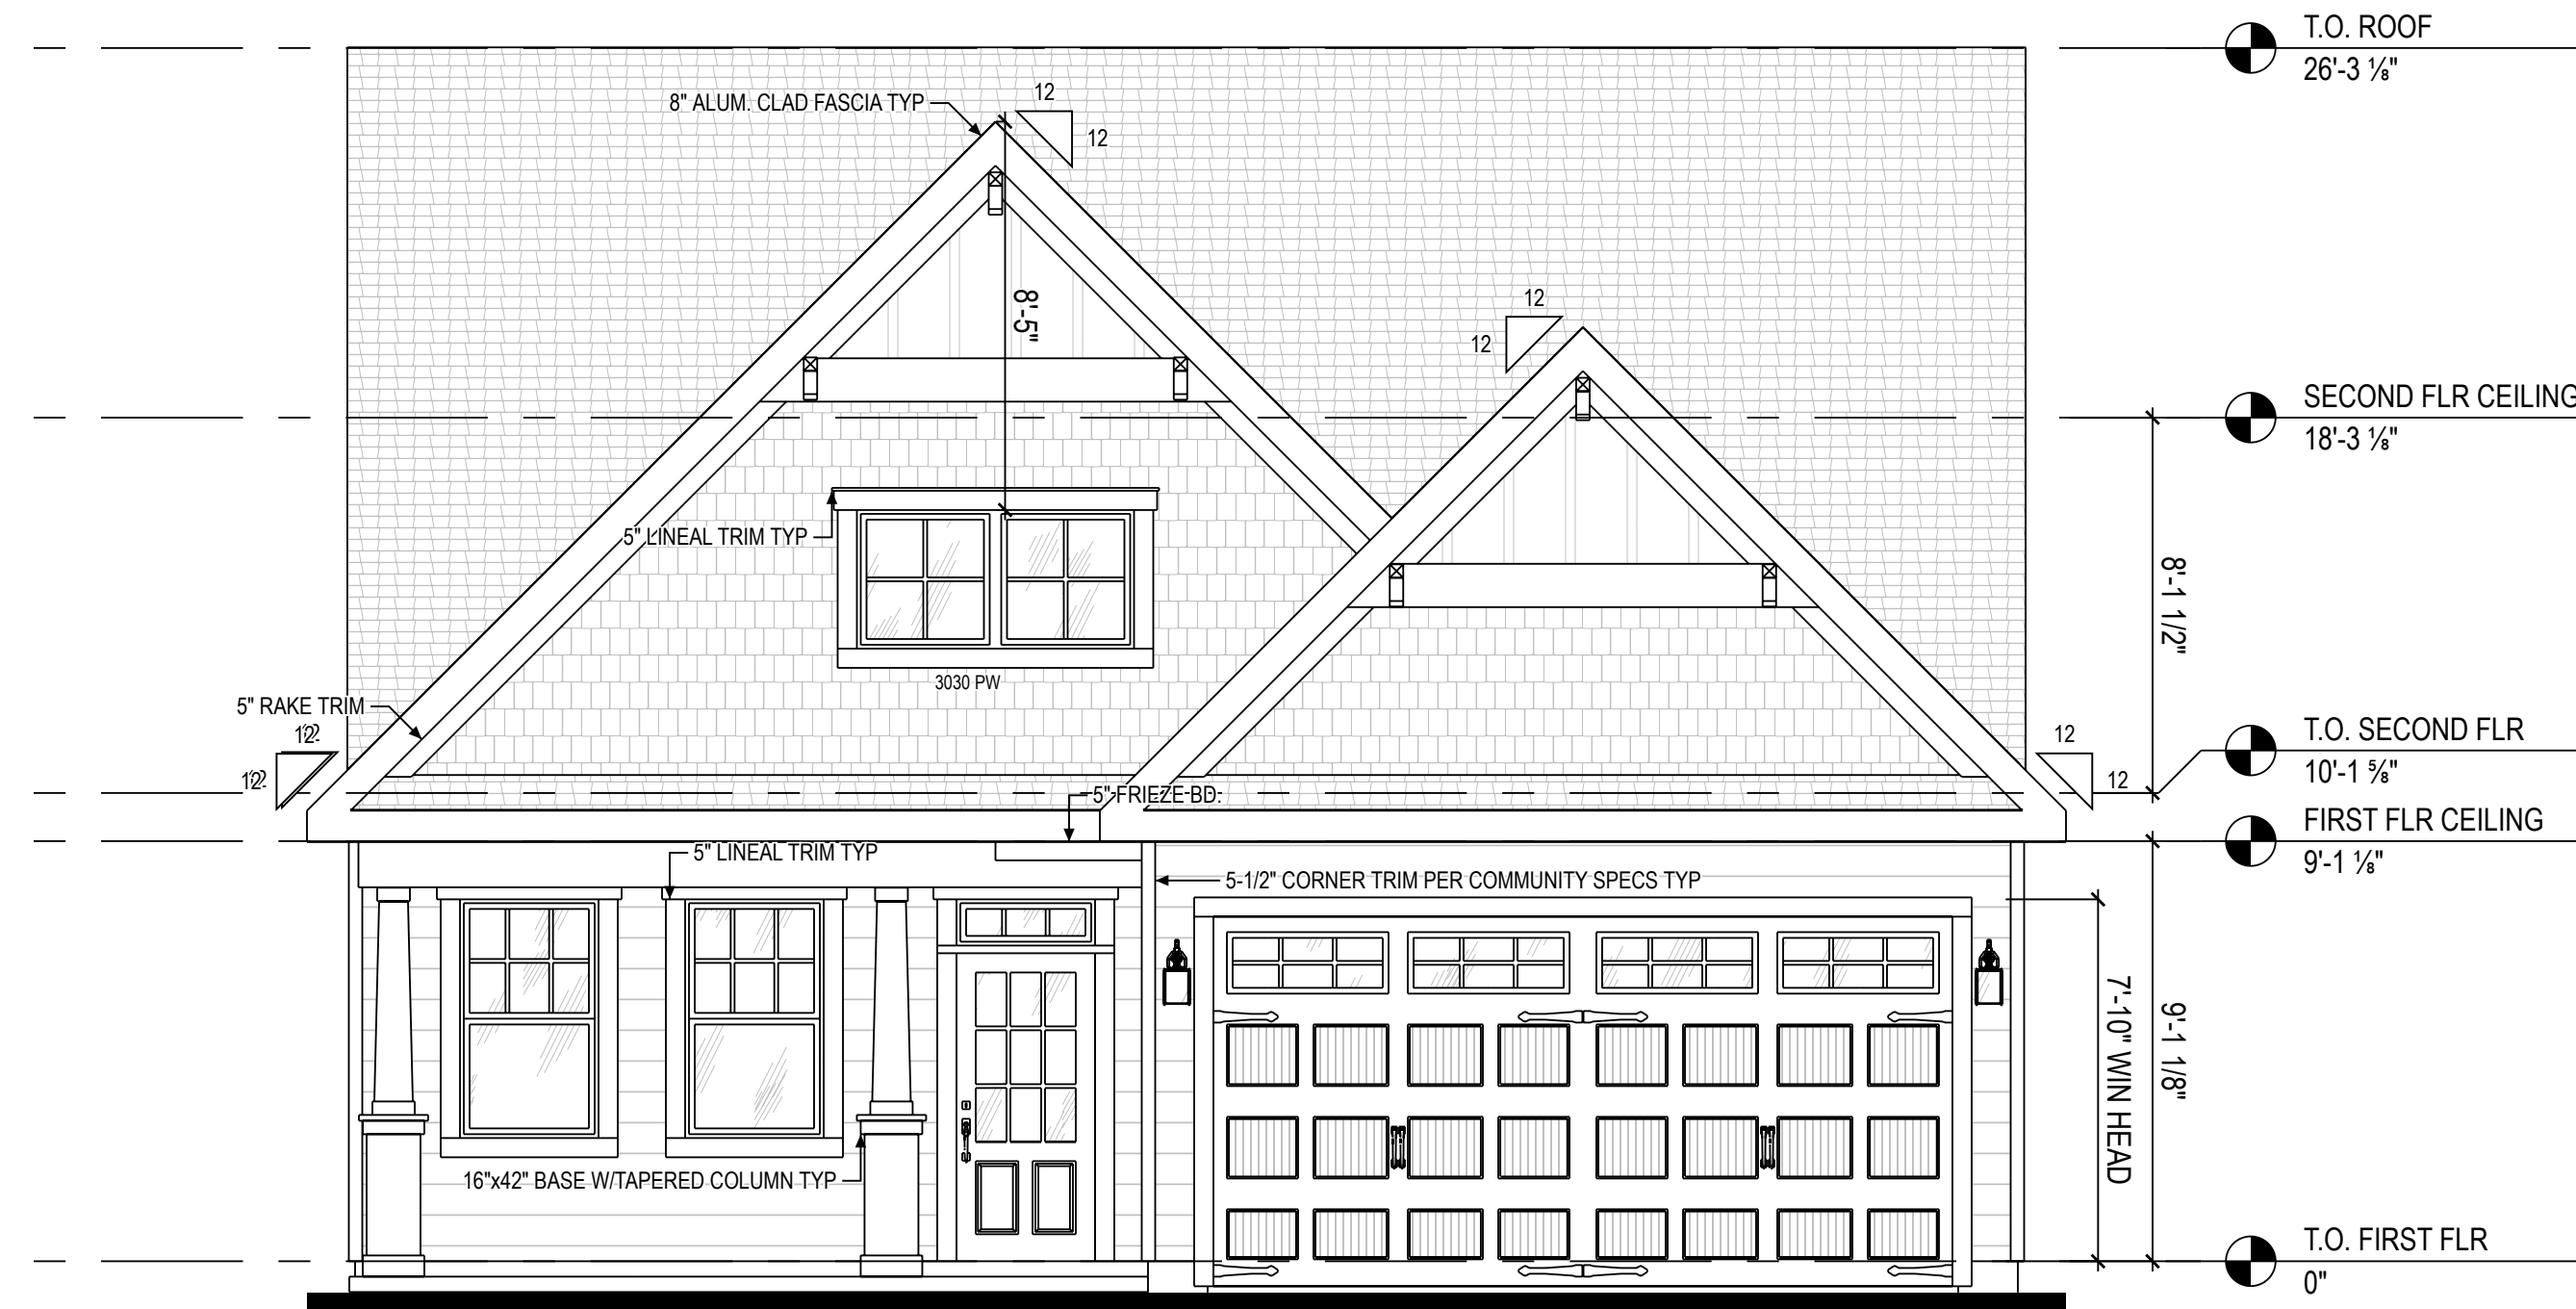 T.O. ROOF
26'-3 ⅛"
8" ALUM. CLAD FASCIA TYP
12
12
8'-5"
12
12
SECOND FLR CEILING
18'-3 ⅛"
5" LINEAL TRIM TYP
8'-1 1/2"
3030 PW
5" RAKE TRIM
12
12
12
12
T.O. SECOND FLR
10'-1 ⅝"
5" FRIEZE BD.
FIRST FLR CEILING
9'-1 ⅛"
5" LINEAL TRIM TYP
5-1/2" CORNER TRIM PER COMMUNITY SPECS TYP
7'-10" WIN HEAD
9'-1 1/8"
16"x42" BASE W/TAPERED COLUMN TYP
T.O. FIRST FLR
0"